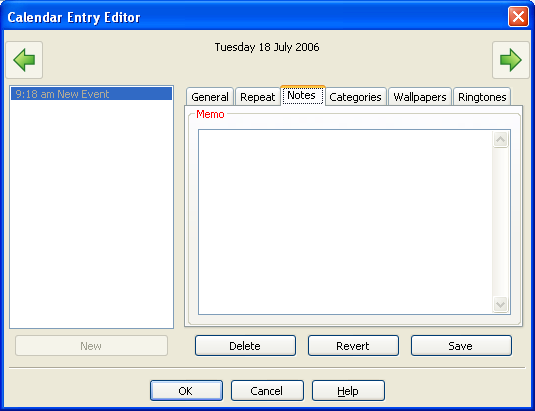 Calendar Entry Editor
Tuesday 18 July 2006
9:18 am New Event
General Repeat Notes Categories Wallpapers Ringtones
Memo
New Delete Revert Save
OK Cancel Help